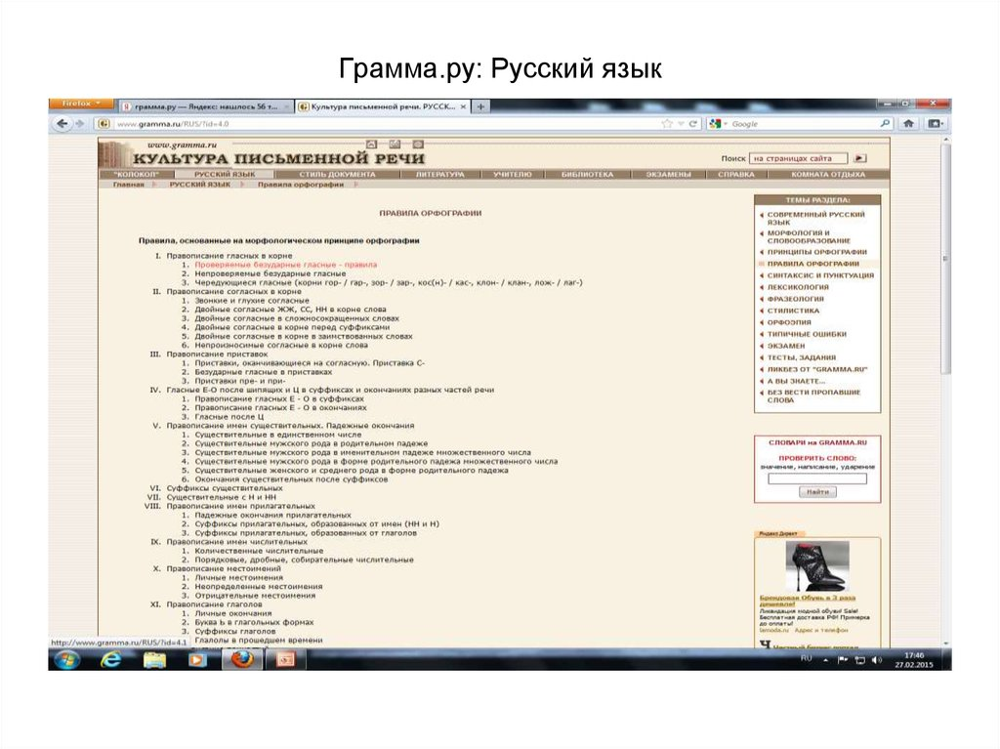 Грамма.ру: Русский язык
Firefox
грамма.ру — Яндекс: нашлось 56 т...
Культура письменной речи. РУССК...
www.gramma.ru/RUS/?id=4.0
Google
www.gramma.ru
КУЛЬТУРА ПИСЬМЕННОЙ РЕЧИ
Поиск на страницах сайта
"КОЛОКОЛ" РУССКИЙ ЯЗЫК СТИЛЬ ДОКУМЕНТА ЛИТЕРАТУРА УЧИТЕЛЮ БИБЛИОТЕКА ЭКЗАМЕНЫ СПРАВКА КОМНАТА ОТДЫХА
Главная РУССКИЙ ЯЗЫК Правила орфографии
ПРАВИЛА ОРФОГРАФИИ
Правила, основанные на морфологическом принципе орфографии
I. Правописание гласных в корне
1. Проверяемые безударные гласные - правила
2. Непроверяемые безударные гласные
3. Чередующиеся гласные (корни гор- / гар-, зор- / зар-, кос(н)- / кас-, клон- / клан-, лож- / лаг-)
II. Правописание согласных в корне
1. Звонкие и глухие согласные
2. Двойные согласные ЖЖ, СС, НН в корне слова
3. Двойные согласные в сложносокращенных словах
4. Двойные согласные в корне перед суффиксами
5. Двойные согласные в корне в заимствованных словах
6. Непроизносимые согласные в корне слова
III. Правописание приставок
1. Приставки, оканчивающиеся на согласную. Приставка С-
2. Безударные гласные в приставках
3. Приставки пре- и при-
IV. Гласные Е-О после шипящих и Ц в суффиксах и окончаниях разных частей речи
1. Правописание гласных Е - О в суффиксах
2. Правописание гласных Е - О в окончаниях
3. Гласные после Ц
V. Правописание имен существительных. Падежные окончания
1. Существительные в единственном числе
2. Существительные мужского рода в родительном падеже
3. Существительные мужского рода в именительном падеже множественного числа
4. Существительные мужского рода в форме родительного падежа множественного числа
5. Существительные женского и среднего рода в форме родительного падежа
6. Окончания существительных после суффиксов
VI. Суффиксы существительных
VII. Существительные с Н и НН
VIII. Правописание имен прилагательных
1. Падежные окончания прилагательных
2. Суффиксы прилагательных, образованных от имен (НН и Н)
3. Суффиксы прилагательных, образованных от глаголов
IX. Правописание имен числительных
1. Количественные числительные
2. Порядковые, дробные, собирательные числительные
X. Правописание местоимений
1. Личные местоимения
2. Неопределенные местоимения
3. Отрицательные местоимения
XI. Правописание глаголов
1. Личные окончания
2. Буква Ь в глагольных формах
3. Суффиксы глаголов
Глалолы в прошедшем времени
http://www.gramma.ru/RUS/?id=4.1
ТЕМЫ РАЗДЕЛА:
СОВРЕМЕННЫЙ РУССКИЙ
ЯЗЫК
МОРФОЛОГИЯ И
СЛОВООБРАЗОВАНИЕ
ПРИНЦИПЫ ОРФОГРАФИИ
ПРАВИЛА ОРФОГРАФИИ
СИНТАКСИС И ПУНКТУАЦИЯ
ЛЕКСИКОЛОГИЯ
ФРАЗЕОЛОГИЯ
СТИЛИСТИКА
ОРФОЭПИЯ
ТИПИЧНЫЕ ОШИБКИ
ЭКЗАМЕН
ТЕСТЫ, ЗАДАНИЯ
ЛИКБЕЗ ОТ "GRAMMA.RU"
А ВЫ ЗНАЕТЕ...
БЕЗ ВЕСТИ ПРОПАВШИЕ
СЛОВА
СЛОВАРИ на GRAMMA.RU
ПРОВЕРИТЬ СЛОВО:
значение, написание, ударение
Найти
Яндекс Директ
Брендовая Обувь в 3 раза
дешевле!
Ликвидация модной обуви! Sale!
Бесплатная доставка РФ! Примерка
до оплаты!
lamoda.ru Адрес и телефон
Частный бизнес портал
RU
17:46
27.02.2015